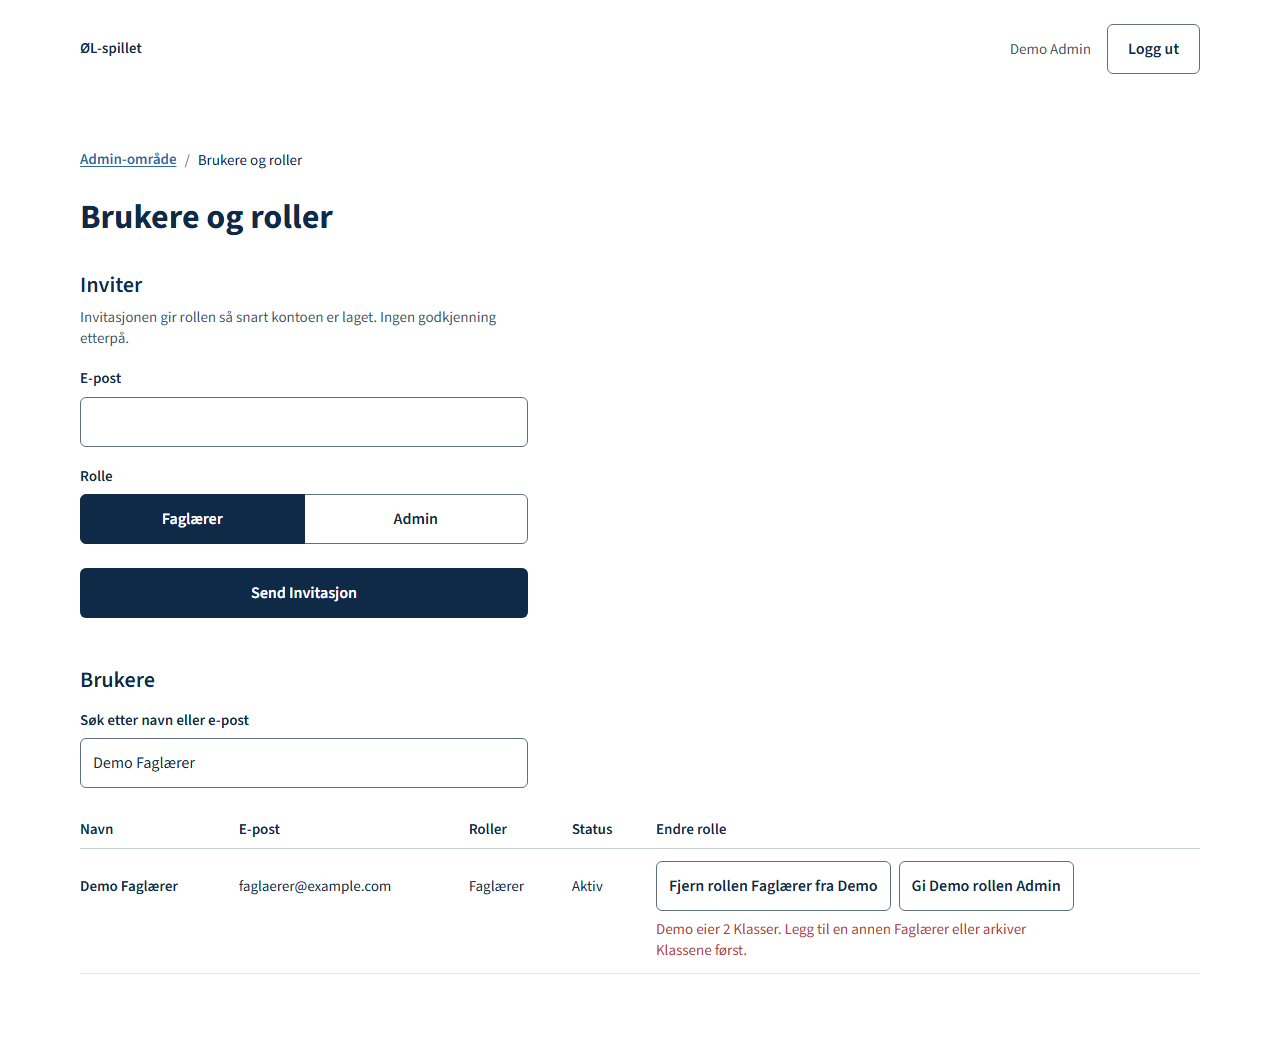 ØL-spillet
Demo Admin
Logg ut
Admin-område / Brukere og roller
Brukere og roller
Inviter
Invitasjonen gir rollen så snart kontoen er laget. Ingen godkjenning
etterpå.
E-post
Rolle
Faglærer
Admin
Send Invitasjon
Brukere
Søk etter navn eller e-post
Demo Faglærer
Navn E-post Roller Status Endre rolle
Demo Faglærer faglaerer@example.com Faglærer Aktiv Fjern rollen Faglærer fra Demo Gi Demo rollen Admin
Demo eier 2 Klasser. Legg til en annen Faglærer eller arkiver
Klassene først.